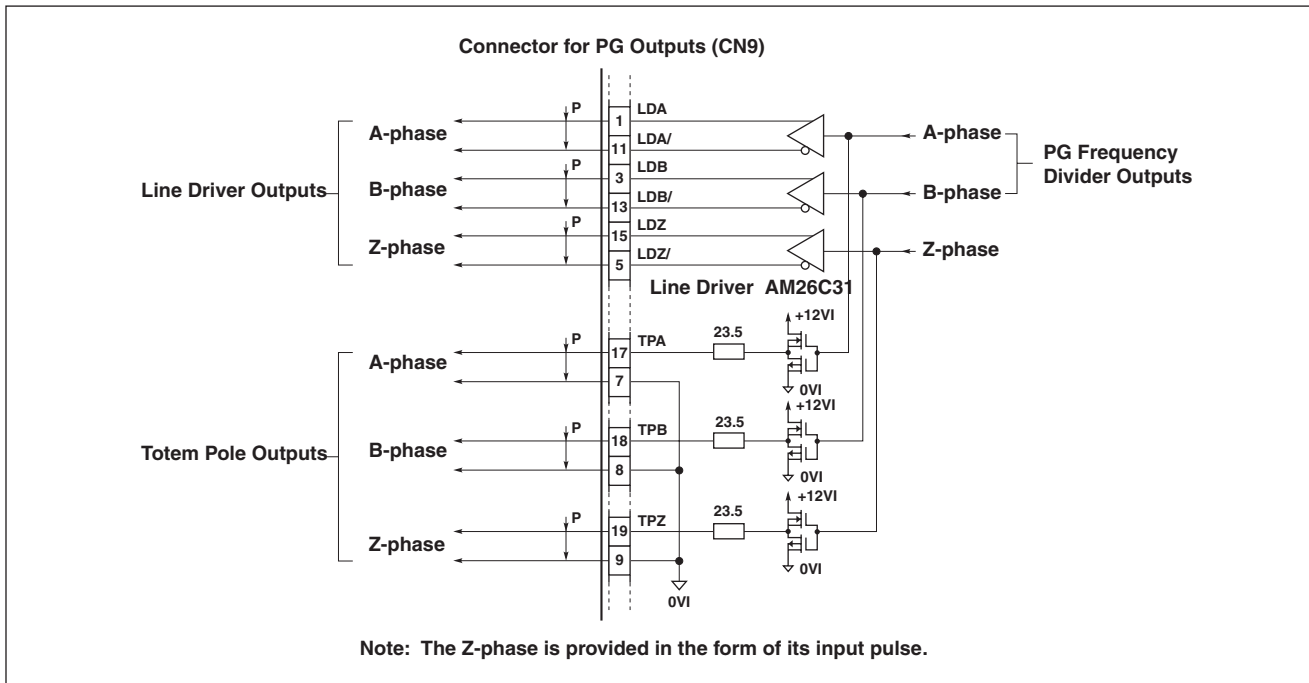 Connector for PG Outputs (CN9)
P
1
LDA
A-phase
A-phase
11
LDA/
PG Frequency
Divider Outputs
P
3
LDB
Line Driver Outputs
B-phase
B-phase
13
LDB/
P
15
LDZ
Z-phase
Z-phase
5
LDZ/
Line Driver AM26C31
+12VI
P
17
TPA
23.5
A-phase
7
0VI
+12VI
P
18
TPB
23.5
Totem Pole Outputs
B-phase
8
0VI
+12VI
P
19
TPZ
23.5
Z-phase
9
0VI
0VI
Note: The Z-phase is provided in the form of its input pulse.